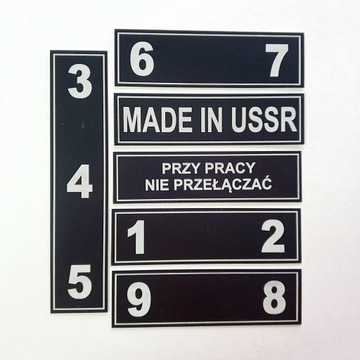 3
4
5
6 7
MADE IN USSR
PRZY PRACY
NIE PRZEŁĄCZAĆ
1 2
9 8